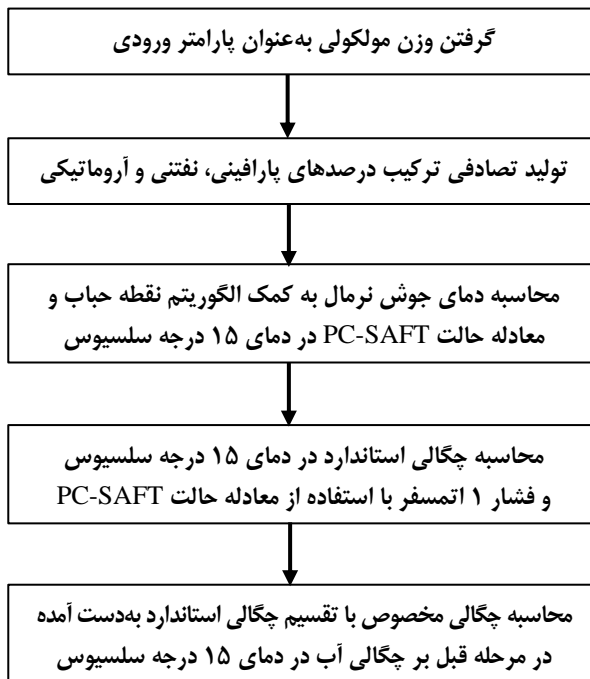 گرفتن وزن مولکولی به‌عنوان پارامتر ورودی
تولید تصادفی ترکیب درصدهای پارافینی، نفتنی و آروماتیکی
محاسبه دمای جوش نرمال به کمک الگوریتم نقطه حباب و
معادله حالت PC-SAFT در دمای ۱۵ درجه سلسیوس
محاسبه چگالی استاندارد در دمای ۱۵ درجه سلسیوس
و فشار ۱ اتمسفر با استفاده از معادله حالت PC-SAFT
محاسبه چگالی مخصوص با تقسیم چگالی استاندارد به‌دست آمده
در مرحله قبل بر چگالی آب در دمای ۱۵ درجه سلسیوس